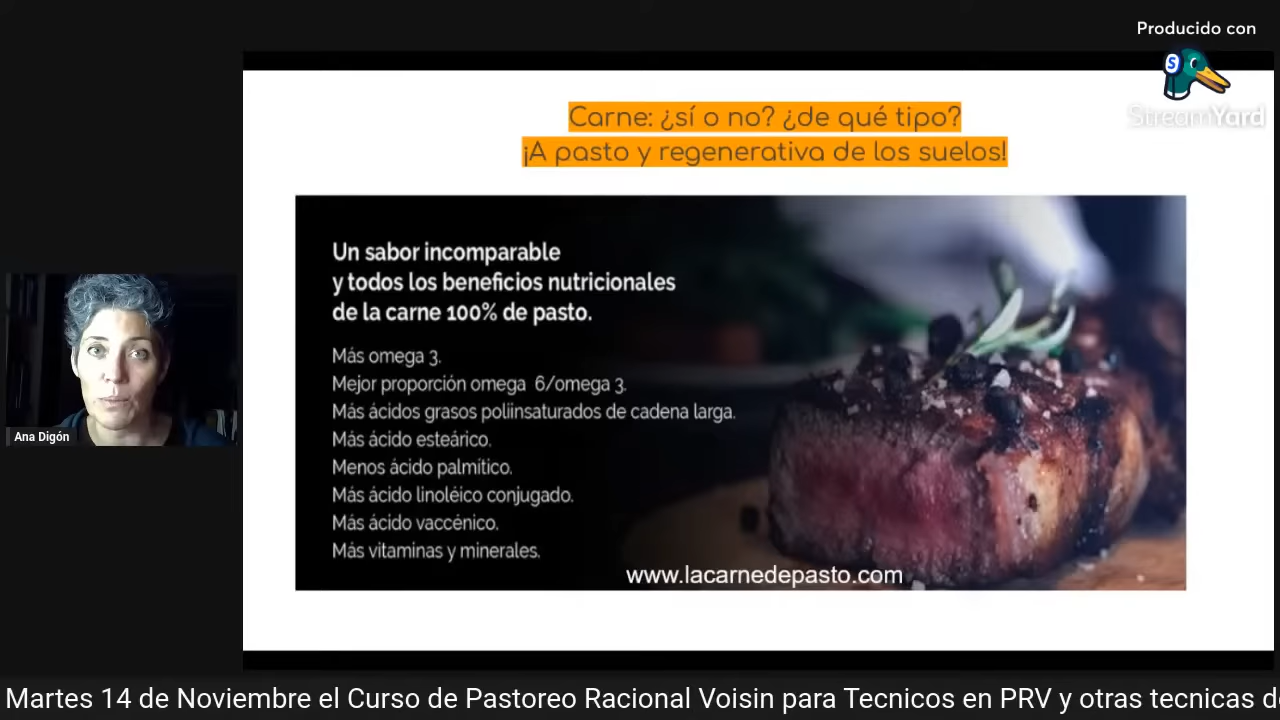 Producido con
StreamYard
Carne: ¿sí o no? ¿de qué tipo?
¡A pasto y regenerativa de los suelos!
Un sabor incomparable
y todos los beneficios nutricionales
de la carne 100% de pasto.
Más omega 3.
Mejor proporción omega 6/omega 3.
Más ácidos grasos poliinsaturados de cadena larga.
Más ácido esteárico.
Menos ácido palmítico.
Más ácido linoléico conjugado.
Más ácido vaccénico.
Más vitaminas y minerales.
www.lacarnedepasto.com
Ana Digón
Martes 14 de Noviembre el Curso de Pastoreo Racional Voisin para Tecnicos en PRV y otras tecnicas d